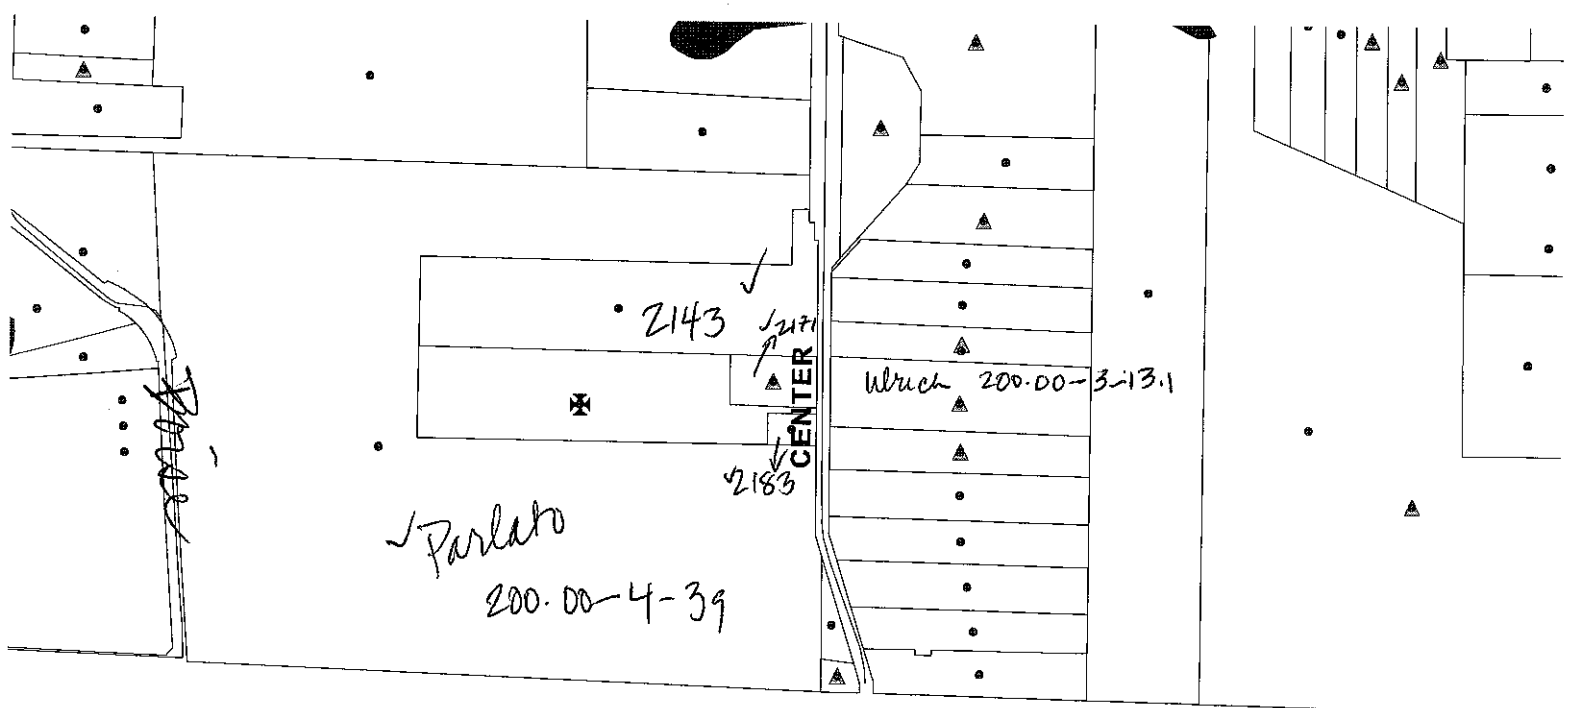 2143
2171
CENTER
Ulrich 200.00-3-13.1
2183
Parlato
200.00-4-39